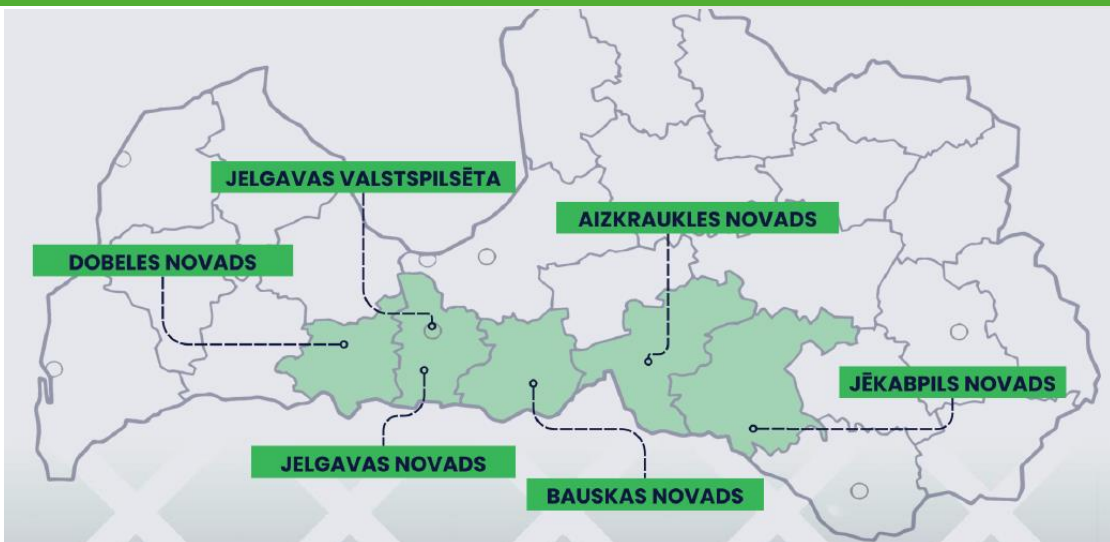 JELGAVAS VALSTSPILSĒTA
AIZKRAUKLES NOVADS
DOBELES NOVADS
JĒKABPILS NOVADS
JELGAVAS NOVADS
BAUSKAS NOVADS